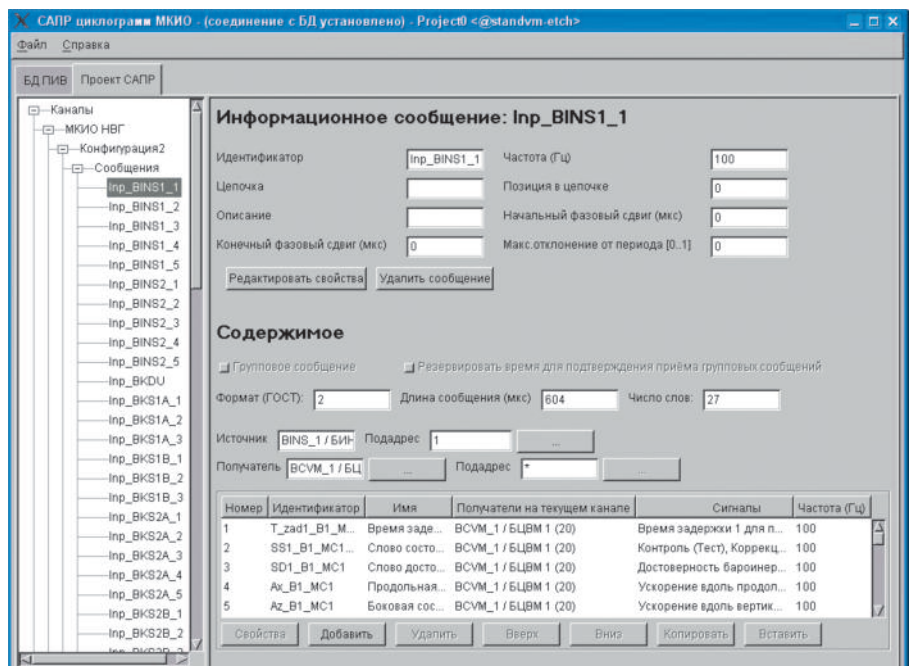 САПР циклограмм МКИО - (соединение с БД установлено) - Project0 <@standvm-etch>
Файл Справка
БД ПИВ Проект САПР
Каналы
МКИО НВГ
Конфигурация2
Сообщения
Inp_BINS1_1
Inp_BINS1_2
Inp_BINS1_3
Inp_BINS1_4
Inp_BINS1_5
Inp_BINS2_1
Inp_BINS2_2
Inp_BINS2_3
Inp_BINS2_4
Inp_BINS2_5
Inp_BKDU
Inp_BKS1A_1
Inp_BKS1A_2
Inp_BKS1A_3
Inp_BKS1B_1
Inp_BKS1B_2
Inp_BKS1B_3
Inp_BKS2A_1
Inp_BKS2A_2
Inp_BKS2A_3
Inp_BKS2A_4
Inp_BKS2A_5
Inp_BKS2B_1
Inp_BKS2B_2
Информационное сообщение: Inp_BINS1_1
Идентификатор Inp_BINS1_1 Частота (Гц) 100
Цепочка Позиция в цепочке 0
Описание Начальный фазовый сдвиг (мкс) 0
Конечный фазовый сдвиг (мкс) 0 Макс.отклонение от периода [0..1] 0
Редактировать свойства Удалить сообщение
Содержимое
Групповое сообщение Резервировать время для подтверждения приёма групповых сообщений
Формат (ГОСТ): 2 Длина сообщения (мкс) 604 Число слов: 27
Источник BINS_1 / БИН Подадрес 1 ...
Получатель BCVM_1 / БЦ ... Подадрес * ...
Номер Идентификатор Имя Получатели на текущем канале Сигналы Частота (Гц)
1 T_zad1_B1_M... Время заде... BCVM_1 / БЦВМ 1 (20) Время задержки 1 для п... 100
2 SS1_B1_MC1... Слово состо... BCVM_1 / БЦВМ 1 (20) Контроль (Тест), Коррекц... 100
3 SD1_B1_MC1 Слово досто... BCVM_1 / БЦВМ 1 (20) Достоверность бароинер... 100
4 Ax_B1_MC1 Продольная... BCVM_1 / БЦВМ 1 (20) Ускорение вдоль продол... 100
5 Az_B1_MC1 Боковая сос... BCVM_1 / БЦВМ 1 (20) Ускорение вдоль вертик... 100
Свойства Добавить Удалить Вверх Вниз Копировать Вставить